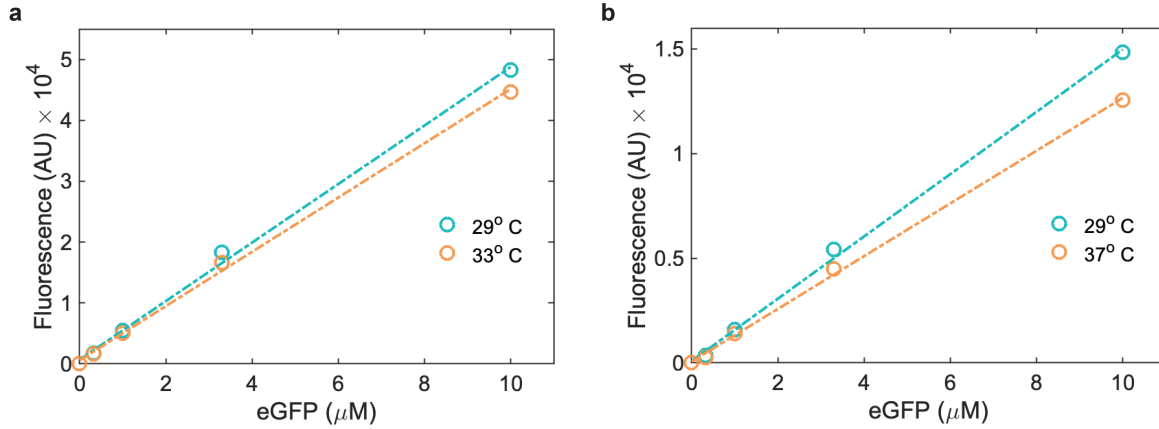 a
Fluorescence (AU) × 10⁴
5
4
3
2
1
0
0 2 4 6 8 10
eGFP (μM)
29° C
33° C
b
Fluorescence (AU) × 10⁴
1.5
1
0.5
0
0 2 4 6 8 10
eGFP (μM)
29° C
37° C